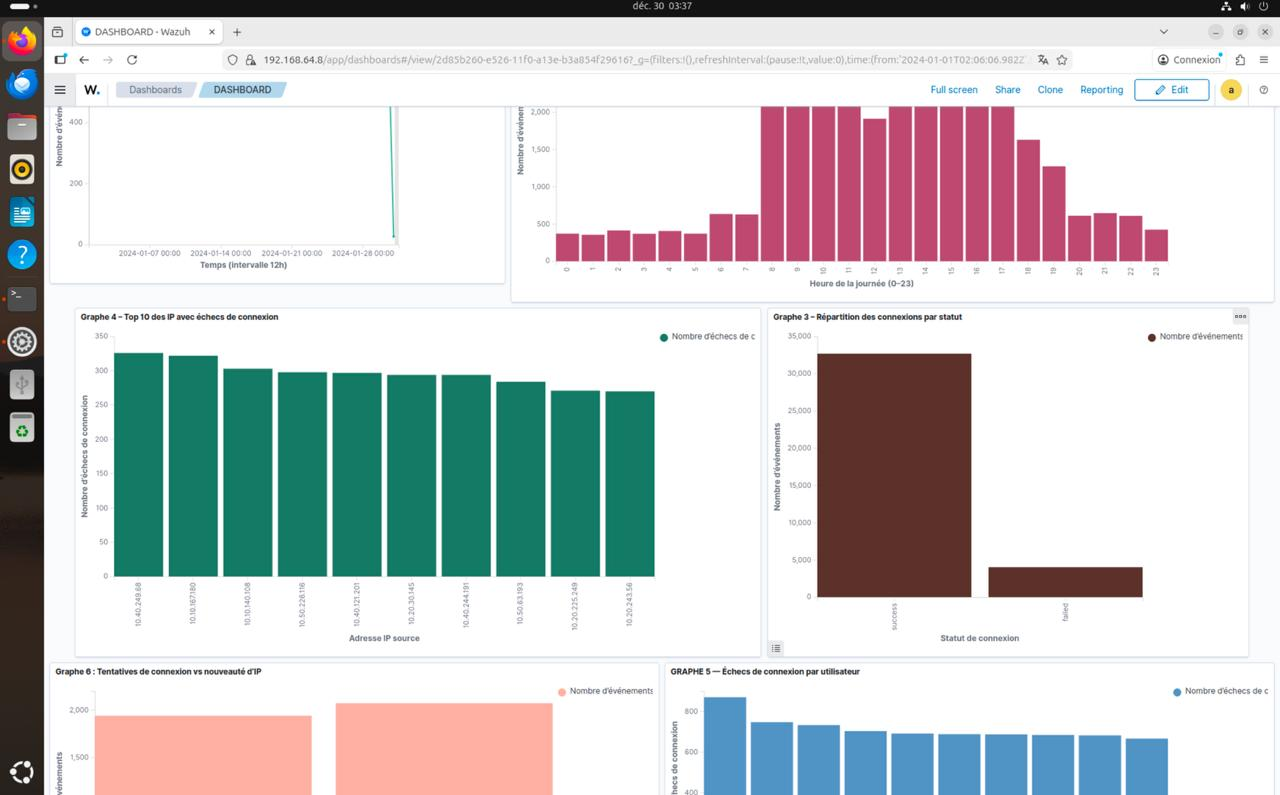 déc. 30 03:37
DASHBOARD - Wazuh
192.168.64.8/app/dashboards#/view/2d85b260-e526-11f0-a13e-b3a854f29616?_g=(filters:!(),refreshInterval:(pause:!t,value:0),time:(from:'2024-01-01T02:06:06.982Z'
Connexion
W. Dashboards DASHBOARD Full screen Share Clone Reporting Edit a
Nombre d'évén
400
200
0
2024-01-07 00:00 2024-01-14 00:00 2024-01-21 00:00 2024-01-28 00:00
Temps (intervalle 12h)
Nombre d'événen
2,000
1,500
1,000
500
0
0 1 2 3 4 5 6 7 8 9 10 11 12 13 14 15 16 17 18 19 20 21 22 23
Heure de la journée (0–23)
Graphe 4 – Top 10 des IP avec échecs de connexion
Nombre d'échecs de c
Nombre d'échecs de connexion
350
300
250
200
150
100
50
0
10.40.249.68
10.10.167.180
10.10.140.108
10.50.226.116
10.40.121.201
10.20.30.145
10.40.244.191
10.50.63.193
10.20.225.249
10.20.243.56
Adresse IP source
Graphe 3 – Répartition des connexions par statut
Nombre d'événements
Nombre d'événements
35,000
30,000
25,000
20,000
15,000
10,000
5,000
0
success
failed
Statut de connexion
Graphe 6 : Tentatives de connexion vs nouveauté d'IP
Nombre d'événements
2,000
1,500
vénements
GRAPHE 5 — Échecs de connexion par utilisateur
Nombre d'échecs de c
800
600
400
hecs de connexion